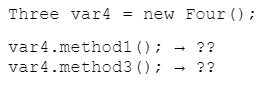 Three var4 = new Four();
var4.method1(); → ??
var4.method3(); → ??